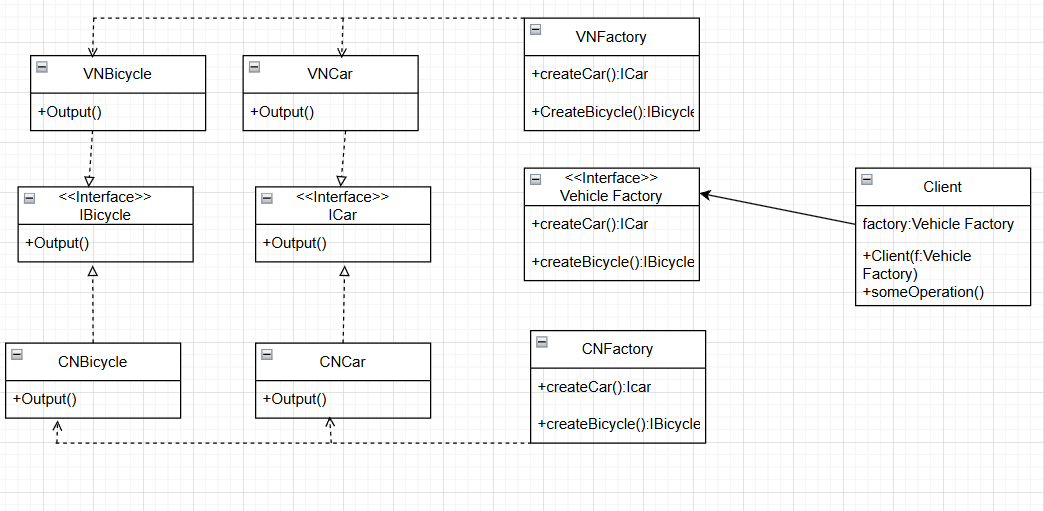 VNFactory
+createCar():ICar
+CreateBicycle():IBicycle
VNBicycle
+Output()
VNCar
+Output()
<<Interface>>
IBicycle
+Output()
<<Interface>>
ICar
+Output()
<<Interface>>
Vehicle Factory
+createCar():ICar
+createBicycle():IBicycle
Client
factory:Vehicle Factory
+Client(f:Vehicle
Factory)
+someOperation()
CNBicycle
+Output()
CNCar
+Output()
CNFactory
+createCar():Icar
+createBicycle():IBicycle